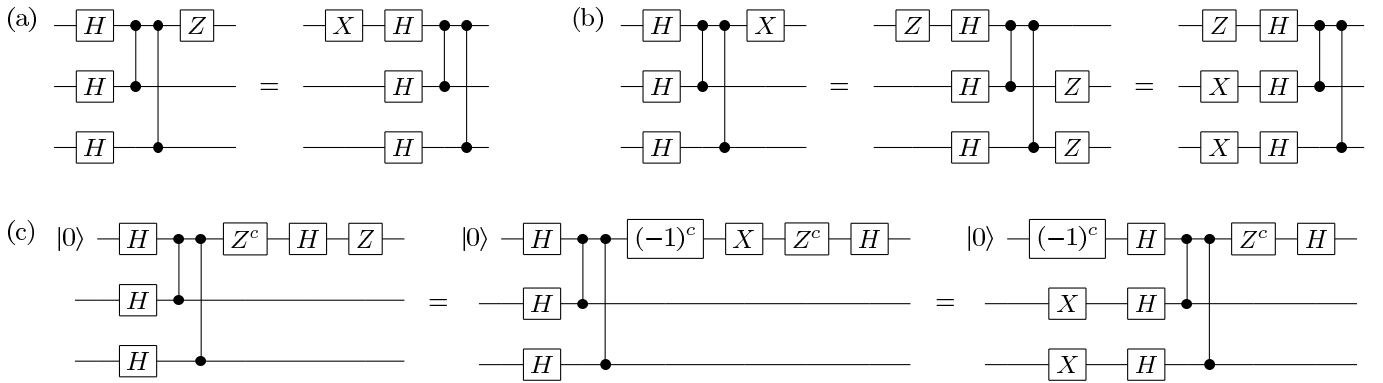 (a) H Z X H (b) H X Z H Z H
H = H H = H Z = X H
H H H H Z X H
(c) |0⟩ H Z^c H Z |0⟩ H (−1)^c X Z^c H |0⟩ (−1)^c H Z^c H
H = H = X H
H H X H